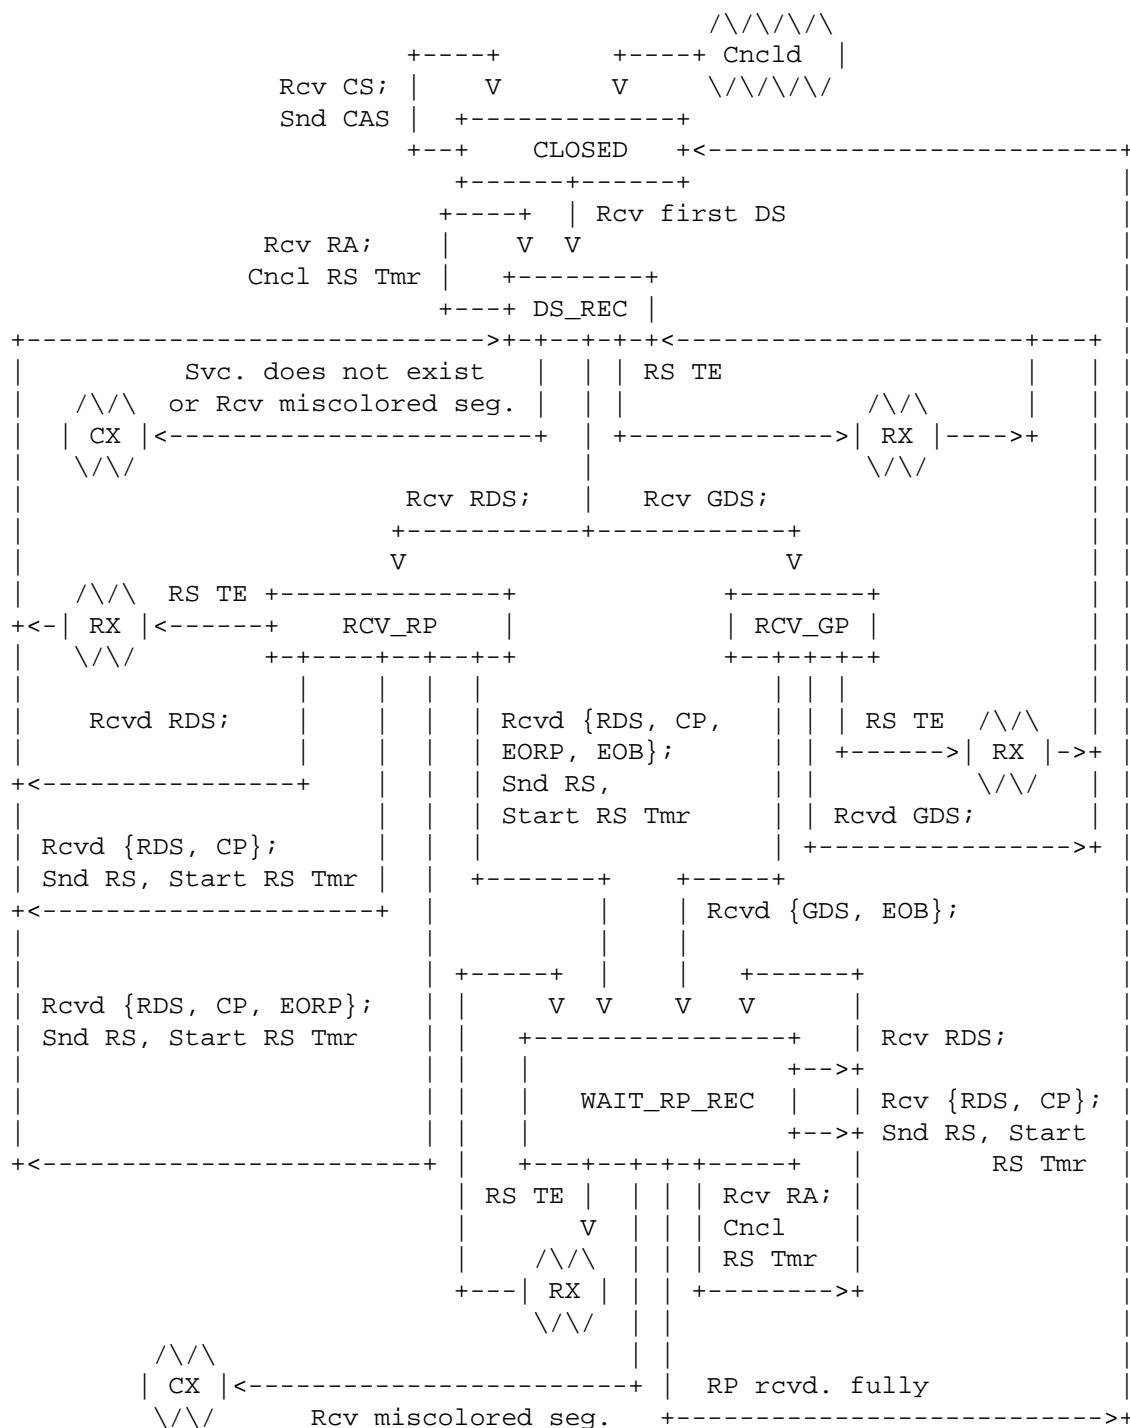 Cncld
Rcv CS;
Snd CAS
CLOSED
Rcv first DS
Rcv RA;
Cncl RS Tmr
DS_REC
Svc. does not exist RS TE
or Rcv miscolored seg.
CX RX
Rcv RDS; Rcv GDS;
RS TE
RX RCV_RP RCV_GP
Rcvd RDS; Rcvd {RDS, CP, RS TE
EORP, EOB}; RX
Snd RS,
Start RS Tmr Rcvd GDS;
Rcvd {RDS, CP};
Snd RS, Start RS Tmr
Rcvd {GDS, EOB};
Rcvd {RDS, CP, EORP};
Snd RS, Start RS Tmr Rcv RDS;
WAIT_RP_REC Rcv {RDS, CP};
Snd RS, Start
RS Tmr
RS TE Rcv RA;
Cncl
RS Tmr
RX
CX RP rcvd. fully
Rcv miscolored seg.